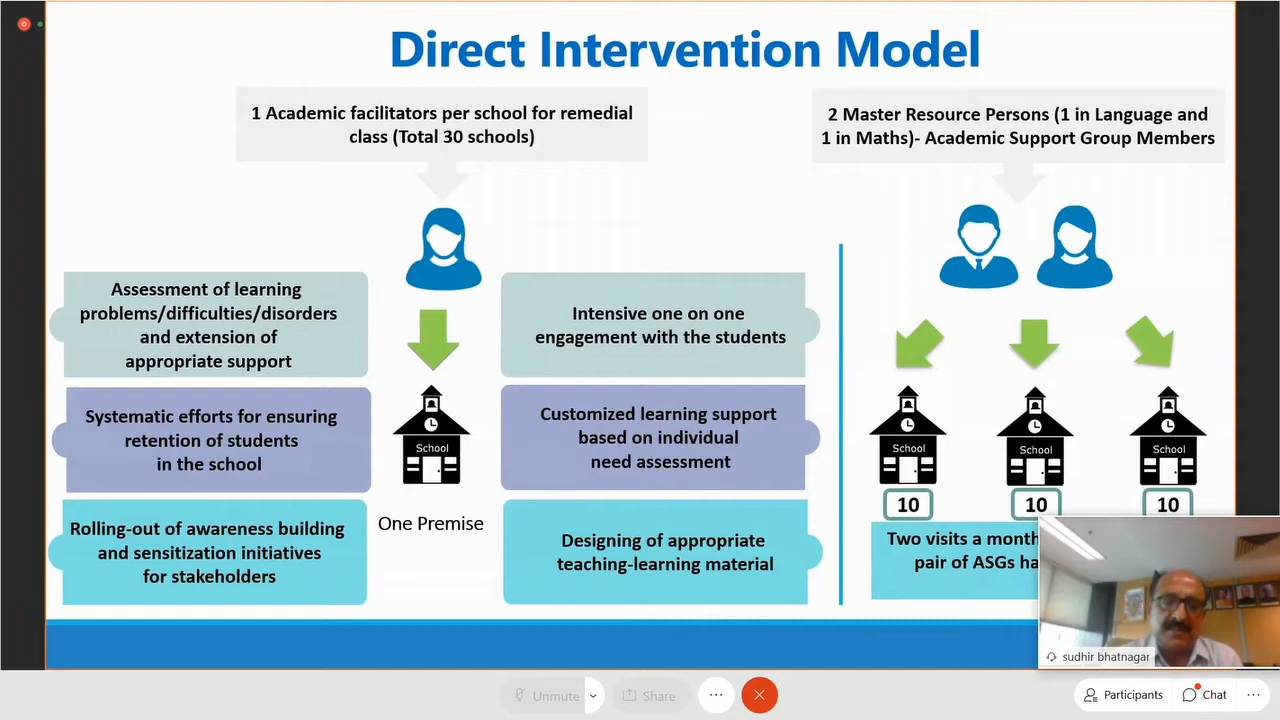 Direct Intervention Model
1 Academic facilitators per school for remedial
class (Total 30 schools)
2 Master Resource Persons (1 in Language and
1 in Maths)- Academic Support Group Members
Assessment of learning
problems/difficulties/disorders
and extension of
appropriate support
Intensive one on one
engagement with the students
Systematic efforts for ensuring
retention of students
in the school
School
Customized learning support
based on individual
need assessment
Rolling-out of awareness building
and sensitization initiatives
for stakeholders
One Premise
Designing of appropriate
teaching-learning material
School
School
School
10
10
10
Two visits a month
pair of ASGs
sudhir bhatnagar
Unmute
Share
Participants
Chat